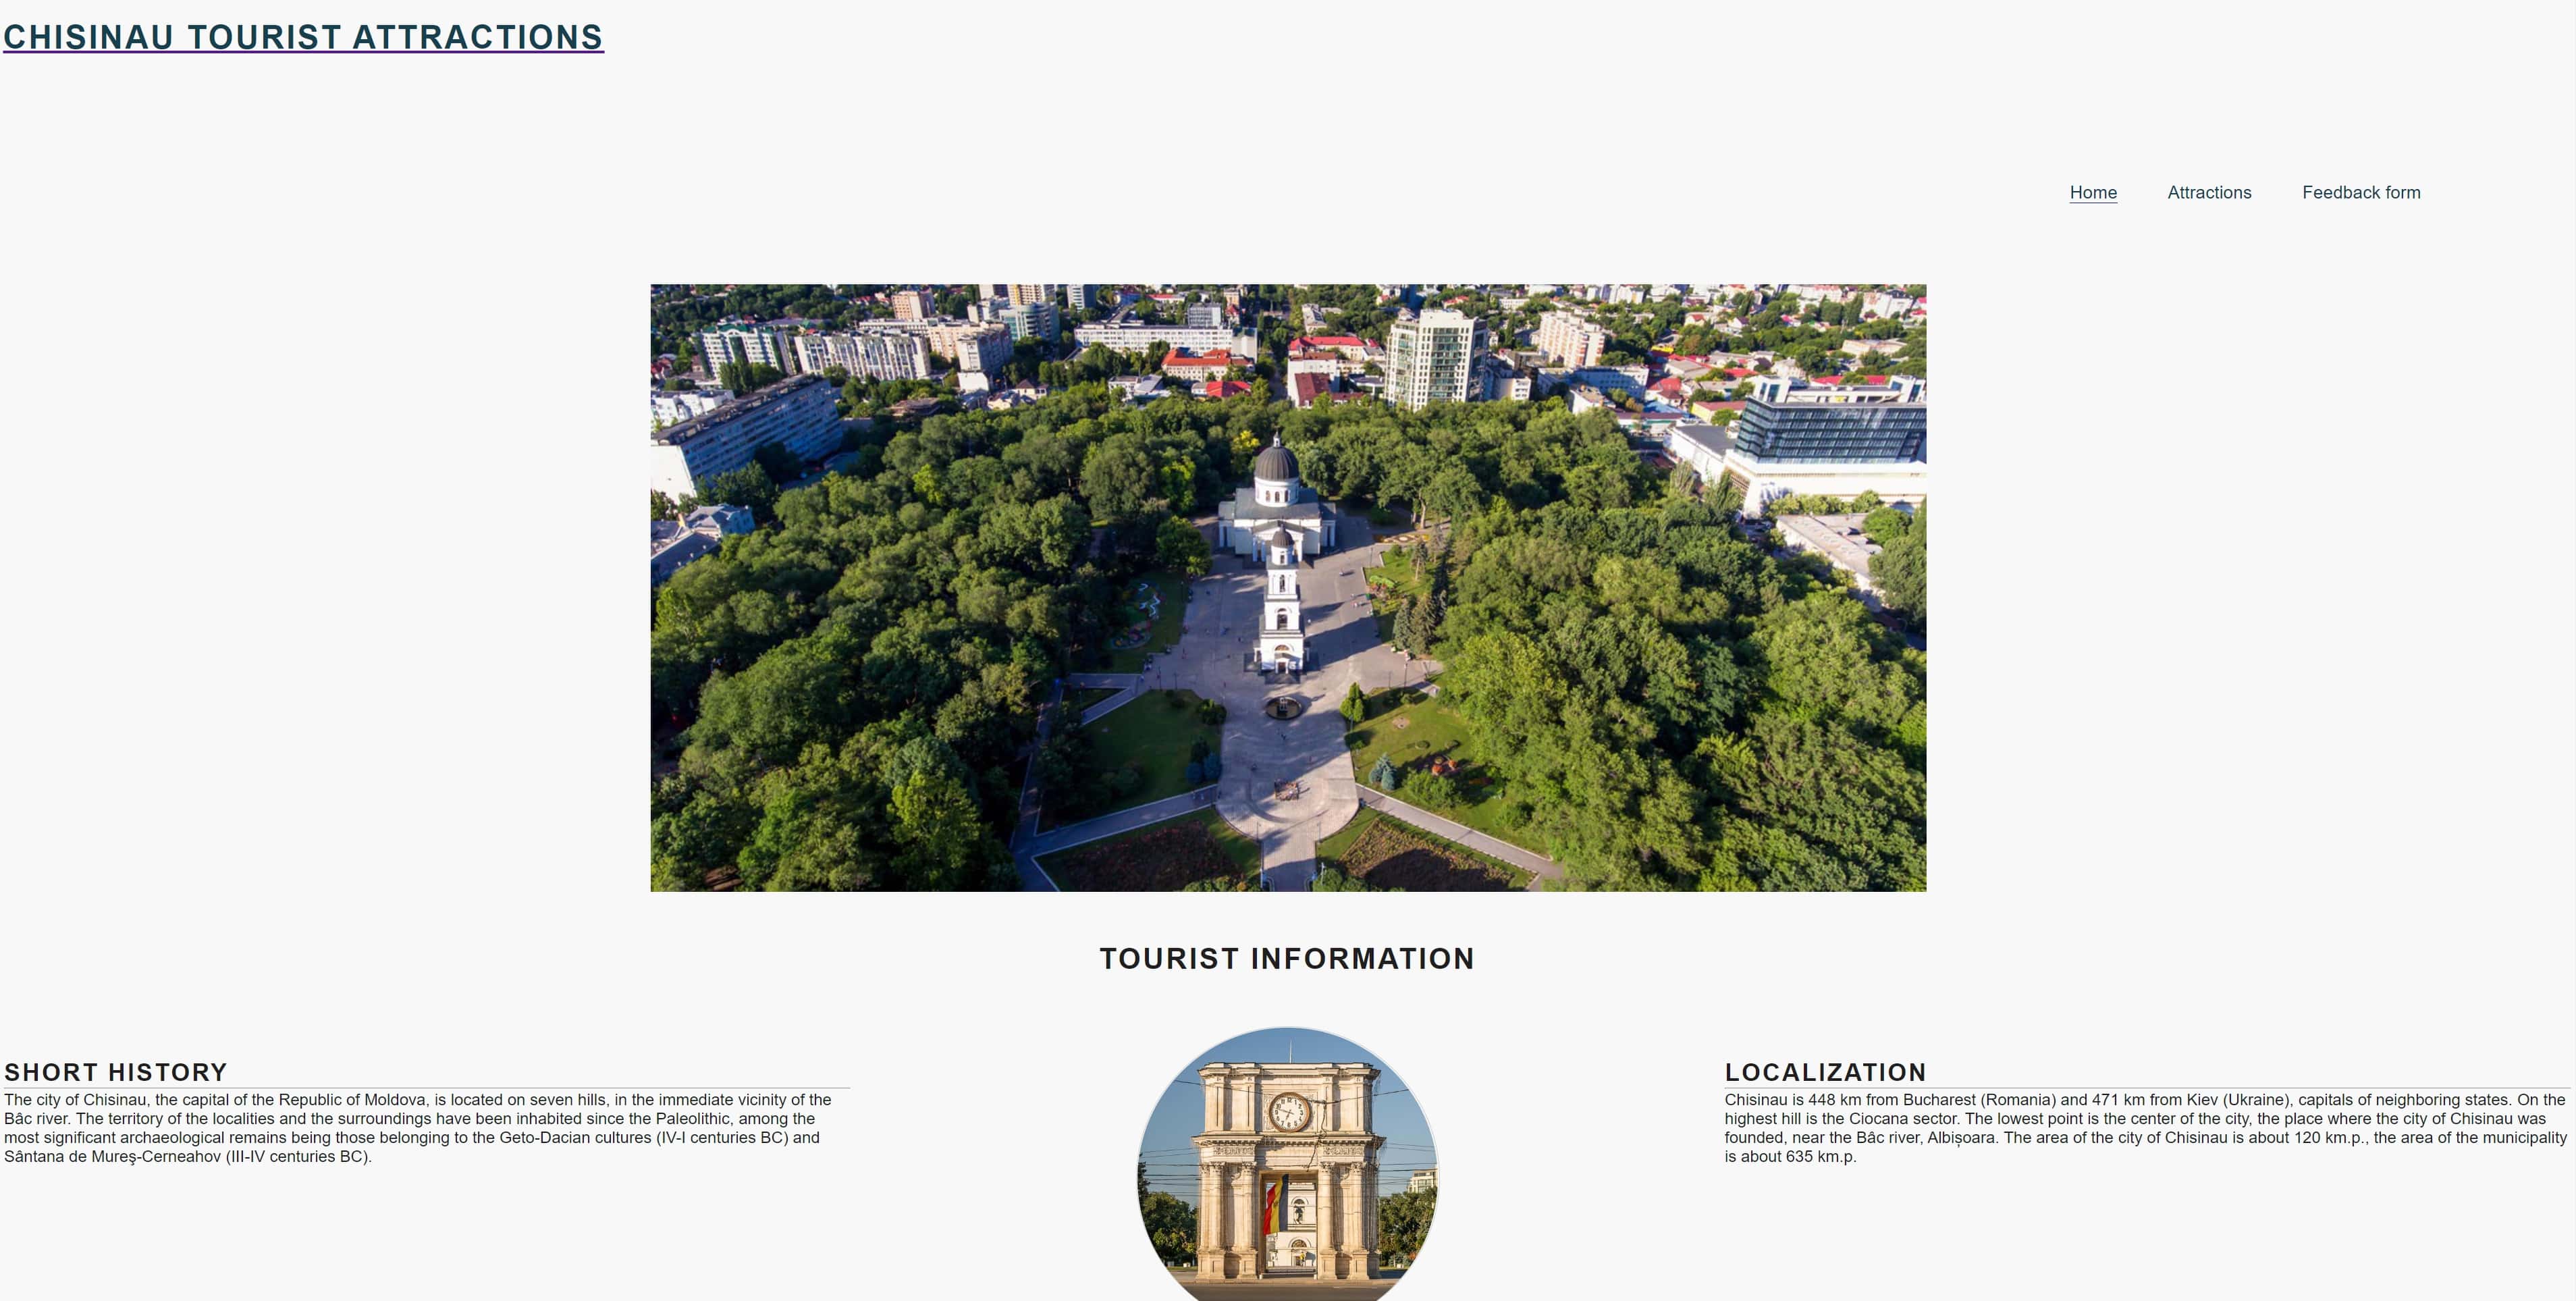 CHISINAU TOURIST ATTRACTIONS
Home
Attractions
Feedback form
TOURIST INFORMATION
SHORT HISTORY
The city of Chisinau, the capital of the Republic of Moldova, is located on seven hills, in the immediate vicinity of the
Bâc river. The territory of the localities and the surroundings have been inhabited since the Paleolithic, among the
most significant archaeological remains being those belonging to the Geto-Dacian cultures (IV-I centuries BC) and
Sântana de Mureş-Cerneahov (III-IV centuries BC).
LOCALIZATION
Chisinau is 448 km from Bucharest (Romania) and 471 km from Kiev (Ukraine), capitals of neighboring states. On the
highest hill is the Ciocana sector. The lowest point is the center of the city, the place where the city of Chisinau was
founded, near the Bâc river, Albișoara. The area of the city of Chisinau is about 120 km.p., the area of the municipality
is about 635 km.p.